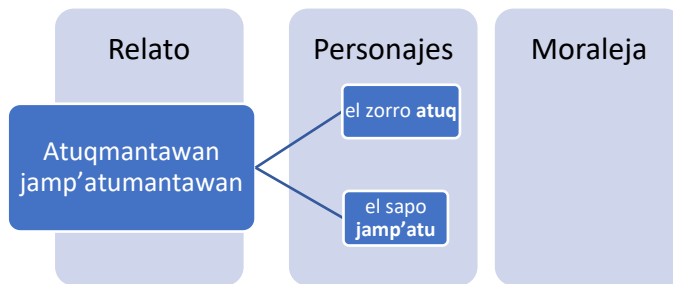 Relato
Personajes
Moraleja
Atuqmantawan
jamp’atumantawan
el zorro atuq
el sapo
jamp’atu